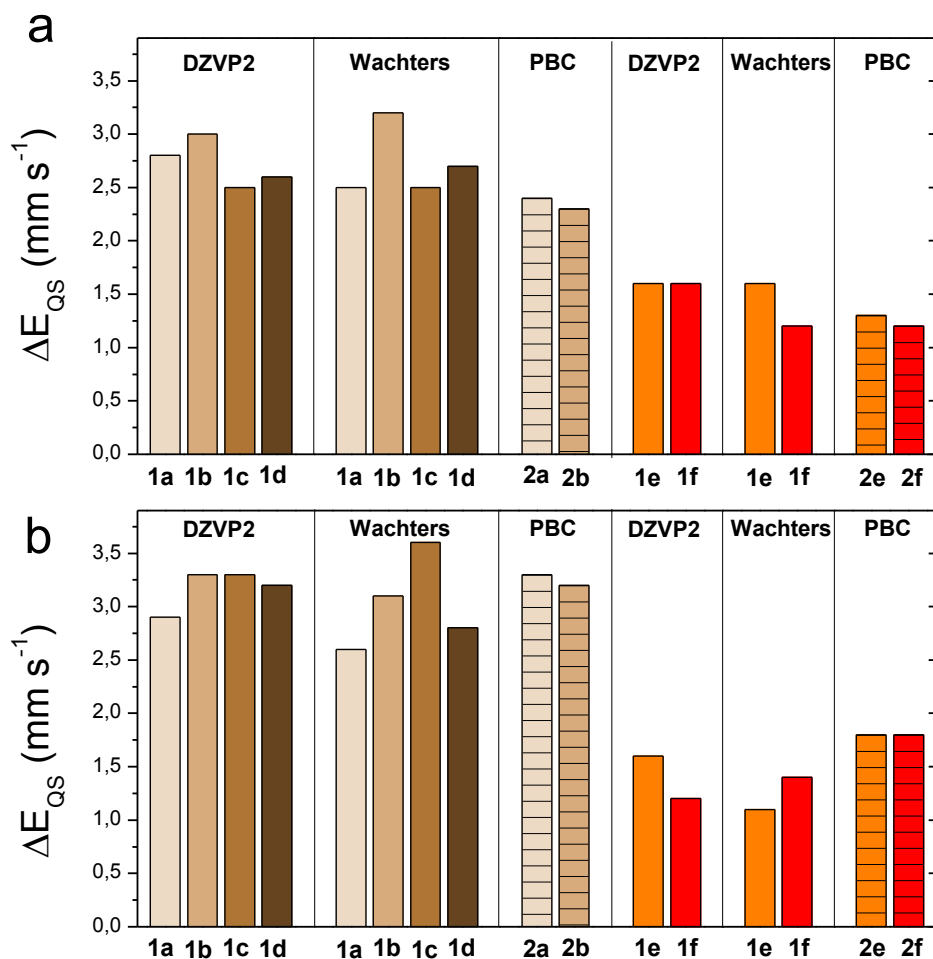 a
DZVP2 Wachters PBC DZVP2 Wachters PBC
3,5
3,0
2,5
2,0
1,5
1,0
0,5
0,0
ΔE_QS (mm s⁻¹)
1a 1b 1c 1d 1a 1b 1c 1d 2a 2b 1e 1f 1e 1f 2e 2f
b
DZVP2 Wachters PBC DZVP2 Wachters PBC
3,5
3,0
2,5
2,0
1,5
1,0
0,5
0,0
ΔE_QS (mm s⁻¹)
1a 1b 1c 1d 1a 1b 1c 1d 2a 2b 1e 1f 1e 1f 2e 2f